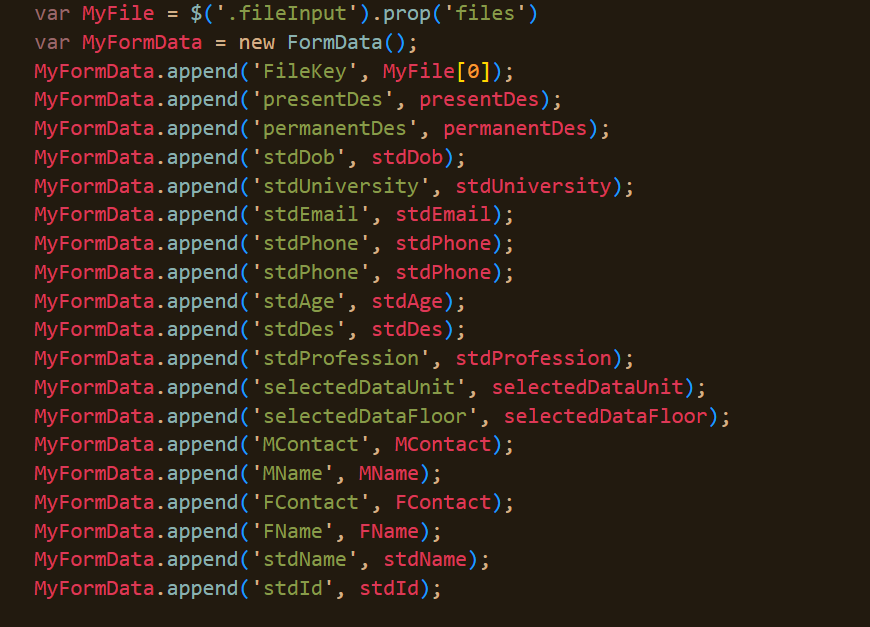 var MyFile = $('.fileInput').prop('files')
var MyFormData = new FormData();
MyFormData.append('FileKey', MyFile[0]);
MyFormData.append('presentDes', presentDes);
MyFormData.append('permanentDes', permanentDes);
MyFormData.append('stdDob', stdDob);
MyFormData.append('stdUniversity', stdUniversity);
MyFormData.append('stdEmail', stdEmail);
MyFormData.append('stdPhone', stdPhone);
MyFormData.append('stdPhone', stdPhone);
MyFormData.append('stdAge', stdAge);
MyFormData.append('stdDes', stdDes);
MyFormData.append('stdProfession', stdProfession);
MyFormData.append('selectedDataUnit', selectedDataUnit);
MyFormData.append('selectedDataFloor', selectedDataFloor);
MyFormData.append('MContact', MContact);
MyFormData.append('MName', MName);
MyFormData.append('FContact', FContact);
MyFormData.append('FName', FName);
MyFormData.append('stdName', stdName);
MyFormData.append('stdId', stdId);